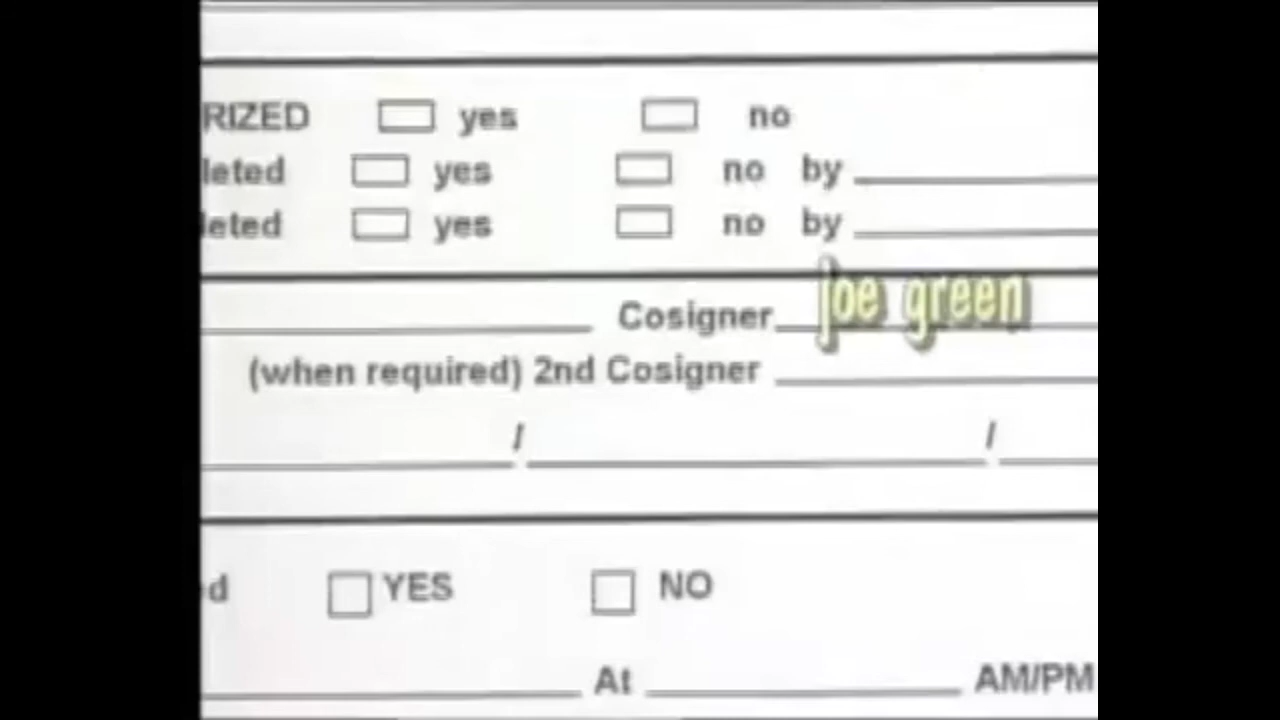 RIZED yes no
leted yes no by
leted yes no by
Cosigner joe green
(when required) 2nd Cosigner
/ /
d YES NO
At AM/PM